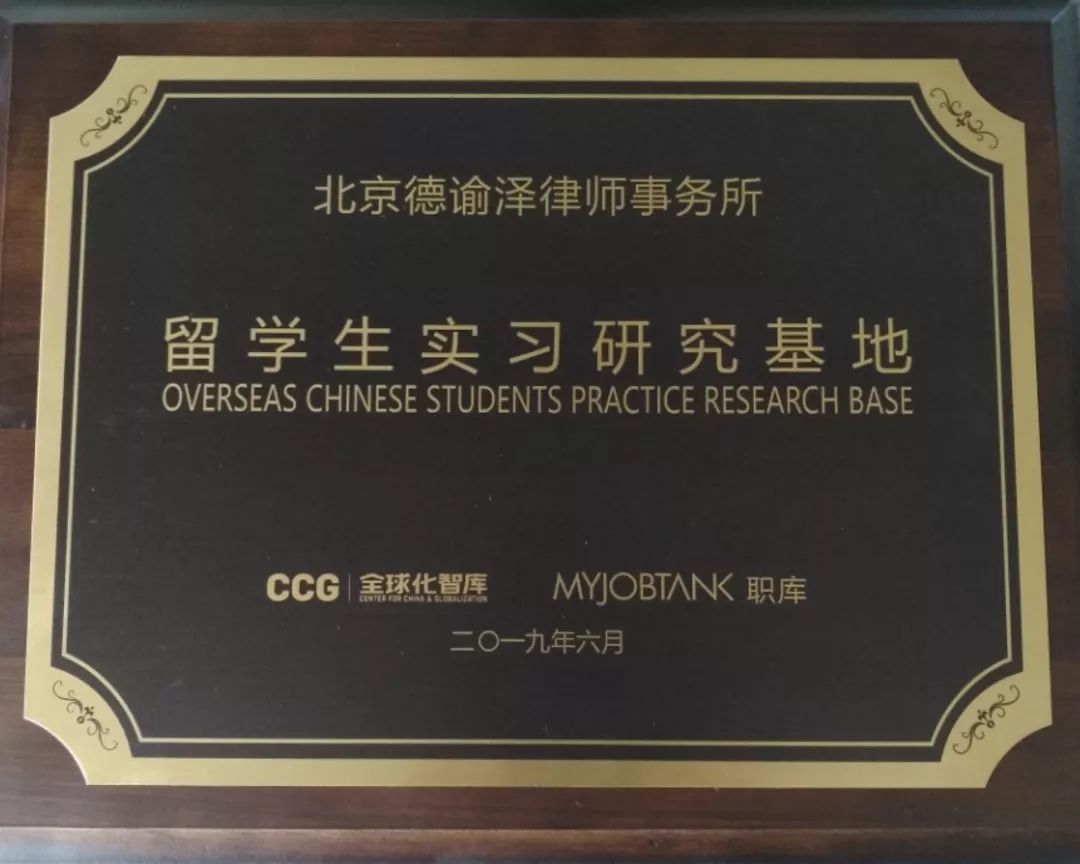 北京德谕泽律师事务所
留学生实习研究基地
OVERSEAS CHINESE STUDENTS PRACTICE RESEARCH BASE
CCG 全球化智库 MYJOBTANK 职库
CENTER FOR CHINA & GLOBALIZATION
二〇一九年六月